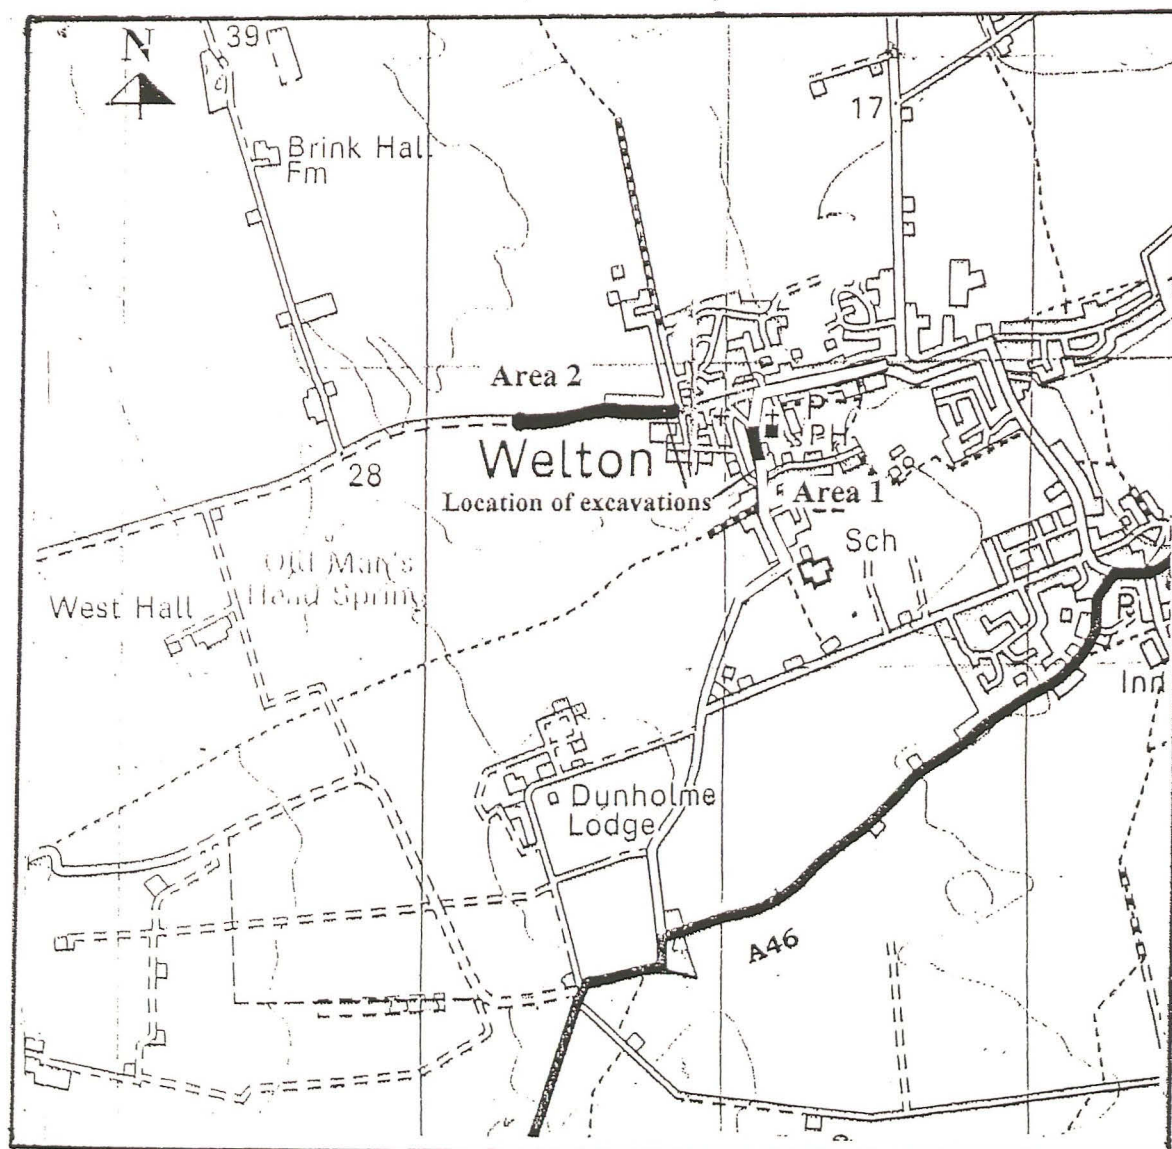 N
39
Brink Hal
Fm
17
Area 2
P
PH
Welton
28
Location of excavations
Area 1
Sch
Old Man's
Head Spring
West Hall
P
Inn
Dunholme
Lodge
A46